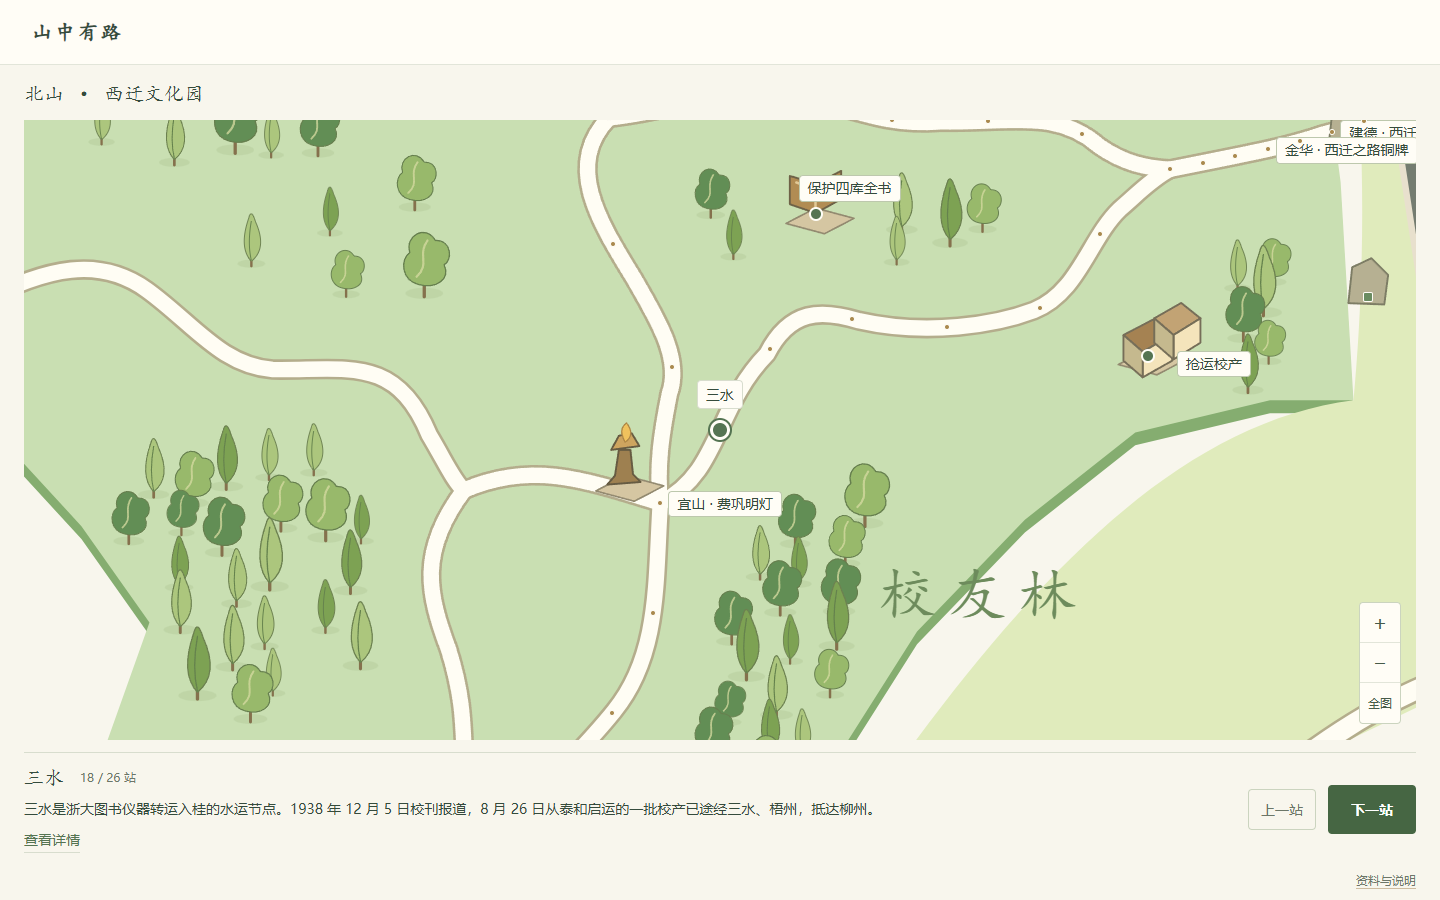 山中有路
北山 • 西迁文化园
建德 · 西迁
金华 · 西迁之路铜牌
保护四库全书
抢运校产
三水
宜山 · 费巩明灯
校友林
+
−
全图
三水 18 / 26 站
三水是浙大图书仪器转运入桂的水运节点。1938 年 12 月 5 日校刊报道，8 月 26 日从泰和启运的一批校产已途经三水、梧州，抵达柳州。
查看详情
上一站
下一站
资料与说明